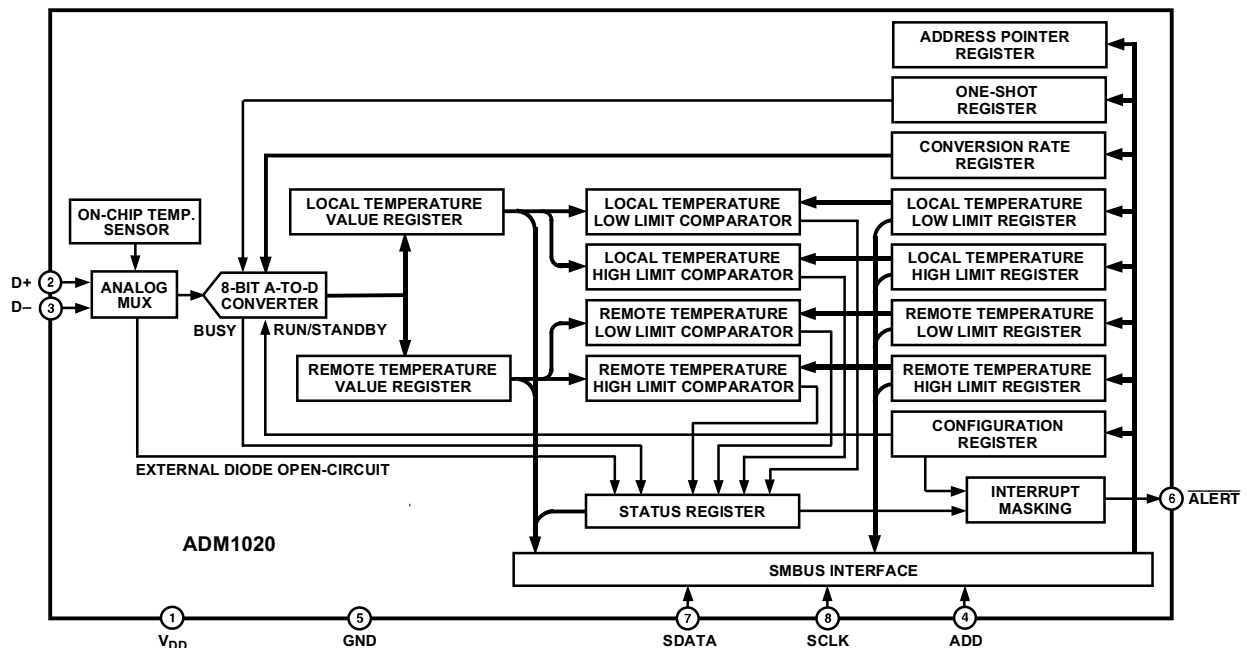 ADDRESS POINTER
REGISTER
ONE-SHOT
REGISTER
CONVERSION RATE
REGISTER
ON-CHIP TEMP.
SENSOR
LOCAL TEMPERATURE
VALUE REGISTER
LOCAL TEMPERATURE
LOW LIMIT COMPARATOR
LOCAL TEMPERATURE
LOW LIMIT REGISTER
D+
2
D–
3
ANALOG
MUX
8-BIT A-TO-D
CONVERTER
LOCAL TEMPERATURE
HIGH LIMIT COMPARATOR
LOCAL TEMPERATURE
HIGH LIMIT REGISTER
BUSY
RUN/STANDBY
REMOTE TEMPERATURE
LOW LIMIT COMPARATOR
REMOTE TEMPERATURE
LOW LIMIT REGISTER
REMOTE TEMPERATURE
VALUE REGISTER
REMOTE TEMPERATURE
HIGH LIMIT COMPARATOR
REMOTE TEMPERATURE
HIGH LIMIT REGISTER
CONFIGURATION
REGISTER
EXTERNAL DIODE OPEN-CIRCUIT
STATUS REGISTER
INTERRUPT
MASKING
6
ALERT
ADM1020
SMBUS INTERFACE
1
5
7
8
4
VDD
GND
SDATA
SCLK
ADD